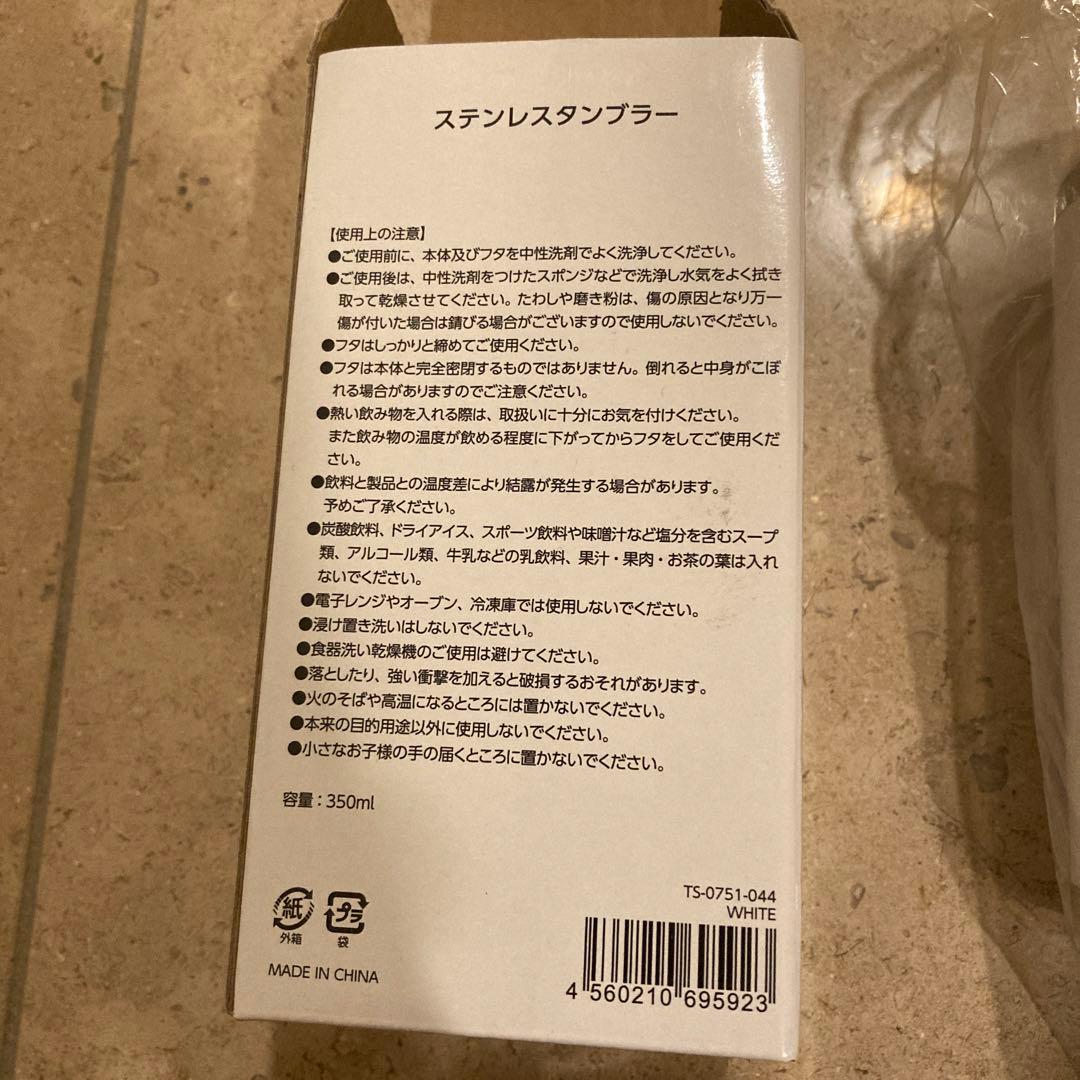 ステンレスタンブラー
【使用上の注意】
●ご使用前に、本体及びフタを中性洗剤でよく洗浄してください。
●ご使用後は、中性洗剤をつけたスポンジなどで洗浄し水気をよく拭き
取って乾燥させてください。たわしや磨き粉は、傷の原因となり万一
傷が付いた場合は錆びる場合がございますので使用しないでください。
●フタはしっかりと締めてご使用ください。
●フタは本体と完全密閉するものではありません。倒れると中身がこぼ
れる場合がありますのでご注意ください。
●熱い飲み物を入れる際は、取扱いに十分にお気を付けください。
また飲み物の温度が飲める程度に下がってからフタをしてご使用くだ
さい。
●飲料と製品との温度差により結露が発生する場合があります。
予めご了承ください。
●炭酸飲料、ドライアイス、スポーツ飲料や味噌汁など塩分を含むスープ
類、アルコール類、牛乳などの乳飲料、果汁・果肉・お茶の葉は入れ
ないでください。
●電子レンジやオーブン、冷凍庫では使用しないでください。
●浸け置き洗いはしないでください。
●食器洗い乾燥機のご使用は避けてください。
●落としたり、強い衝撃を加えると破損するおそれがあります。
●火のそばや高温になるところには置かないでください。
●本来の目的用途以外に使用しないでください。
●小さなお子様の手の届くところに置かないでください。
容量：350ml
紙
外箱
プラ
袋
MADE IN CHINA
TS-0751-044
WHITE
4 560210 695923